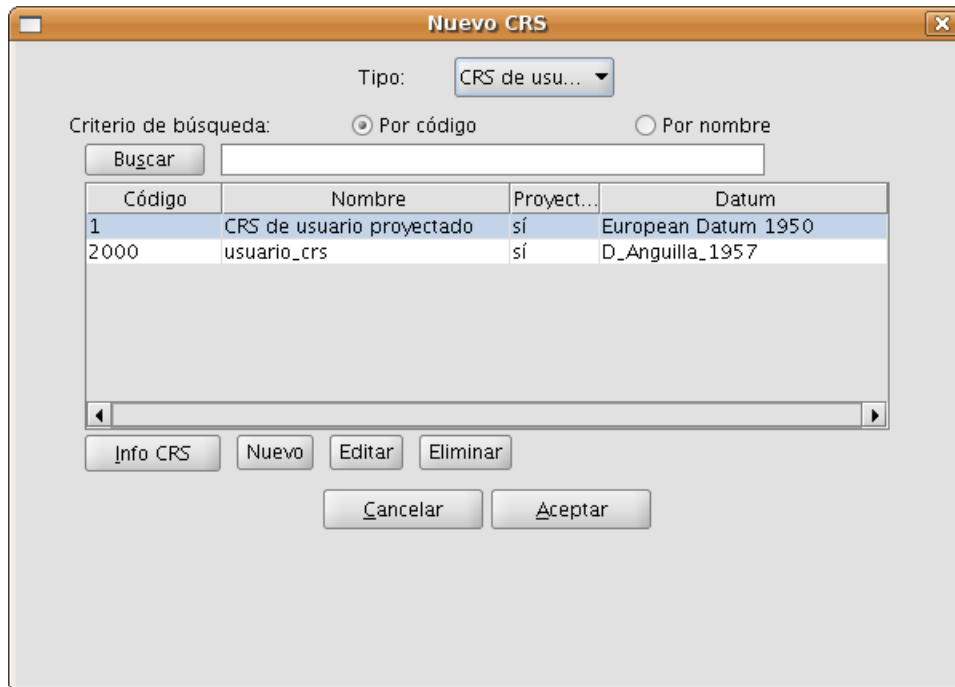 Nuevo CRS
Tipo: CRS de usu...
Criterio de búsqueda: Por código Por nombre
Buscar
Código Nombre Proyect... Datum
1 CRS de usuario proyectado sí European Datum 1950
2000 usuario_crs sí D_Anguilla_1957
Info CRS Nuevo Editar Eliminar
Cancelar Aceptar